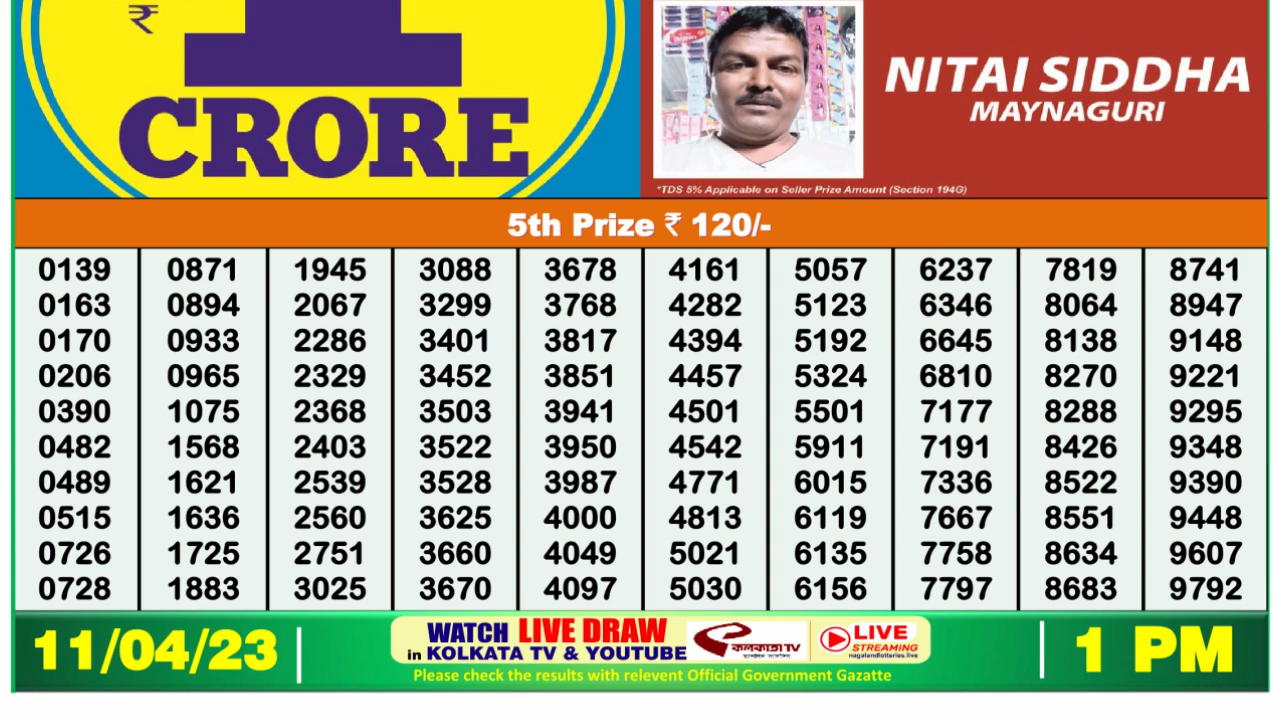 ₹ 1
CRORE
NITAI SIDDHA
MAYNAGURI
*TDS 5% Applicable on Seller Prize Amount (Section 194G)
5th Prize ₹ 120/-
0139 0871 1945 3088 3678 4161 5057 6237 7819 8741
0163 0894 2067 3299 3768 4282 5123 6346 8064 8947
0170 0933 2286 3401 3817 4394 5192 6645 8138 9148
0206 0965 2329 3452 3851 4457 5324 6810 8270 9221
0390 1075 2368 3503 3941 4501 5501 7177 8288 9295
0482 1568 2403 3522 3950 4542 5911 7191 8426 9348
0489 1621 2539 3528 3987 4771 6015 7336 8522 9390
0515 1636 2560 3625 4000 4813 6119 7667 8551 9448
0726 1725 2751 3660 4049 5021 6135 7758 8634 9607
0728 1883 3025 3670 4097 5030 6156 7797 8683 9792
11/04/23
WATCH LIVE DRAW
in KOLKATA TV & YOUTUBE
কলকাতা TV
LIVE
STREAMING
nagalandlotteries.live
Please check the results with relevent Official Government Gazatte
1 PM